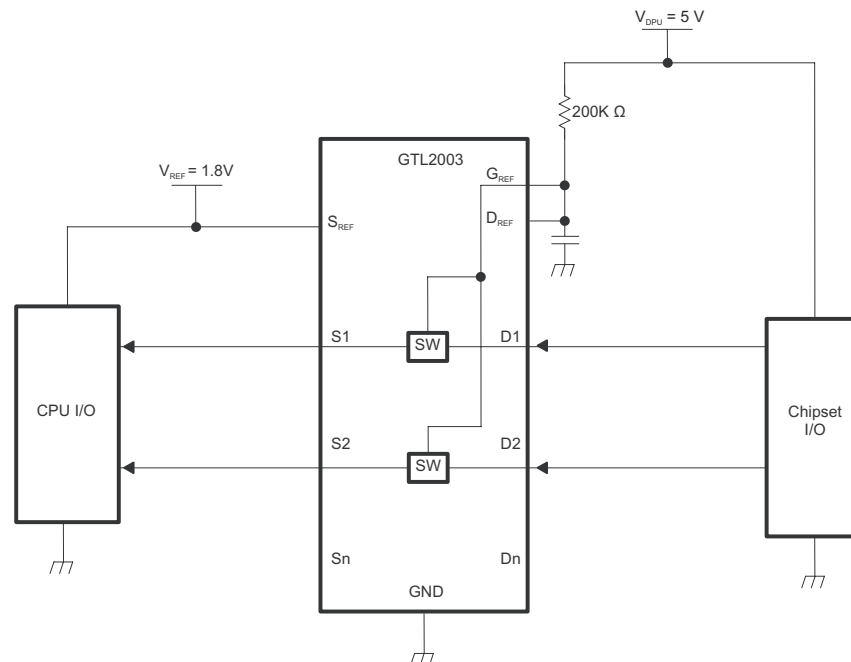 V_DPU = 5 V
200K Ω
GTL2003
V_REF = 1.8V
G_REF
S_REF
D_REF
S1
SW
D1
CPU I/O
Chipset
I/O
S2
SW
D2
Sn
Dn
GND